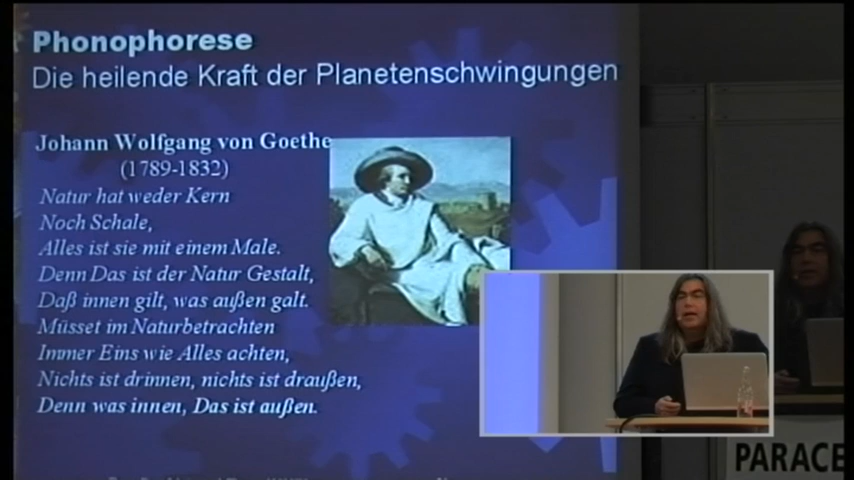 Phonophorese
Die heilende Kraft der Planetenschwingungen
Johann Wolfgang von Goethe
(1789-1832)
Natur hat weder Kern
Noch Schale,
Alles ist sie mit einem Male.
Denn Das ist der Natur Gestalt,
Daß innen gilt, was außen galt.
Müsset im Naturbetrachten
Immer Eins wie Alles achten,
Nichts ist drinnen, nichts ist draußen,
Denn was innen, Das ist außen.
PARACE